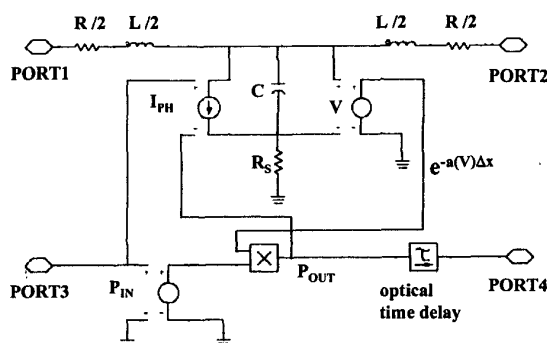 R /2 L /2 L /2 R /2
PORT1 PORT2
I_PH C V
R_S
e^-a(V)Δx
×
P_OUT τ
PORT3 PORT4
P_IN
optical
time delay